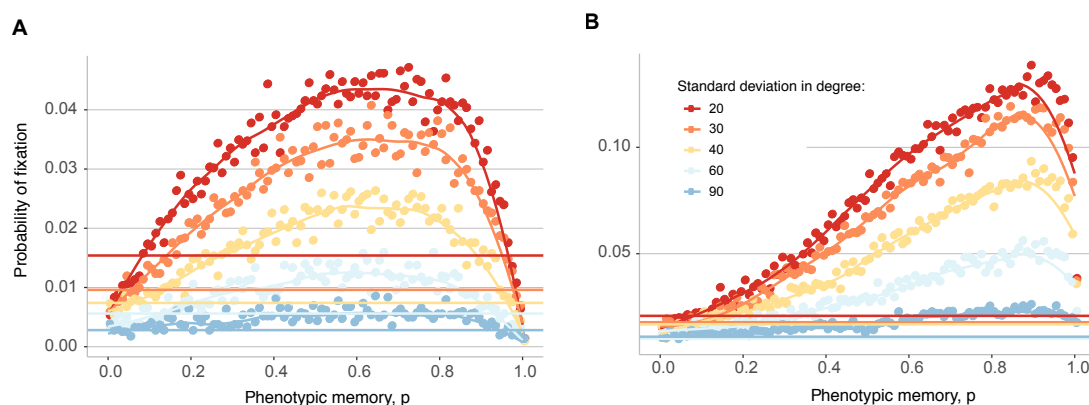 A
Probability of fixation
0.04
0.03
0.02
0.01
0.00
0.0 0.2 0.4 0.6 0.8 1.0
Phenotypic memory, p
B
Standard deviation in degree:
20
30
40
60
90
0.10
0.05
0.0 0.2 0.4 0.6 0.8 1.0
Phenotypic memory, p